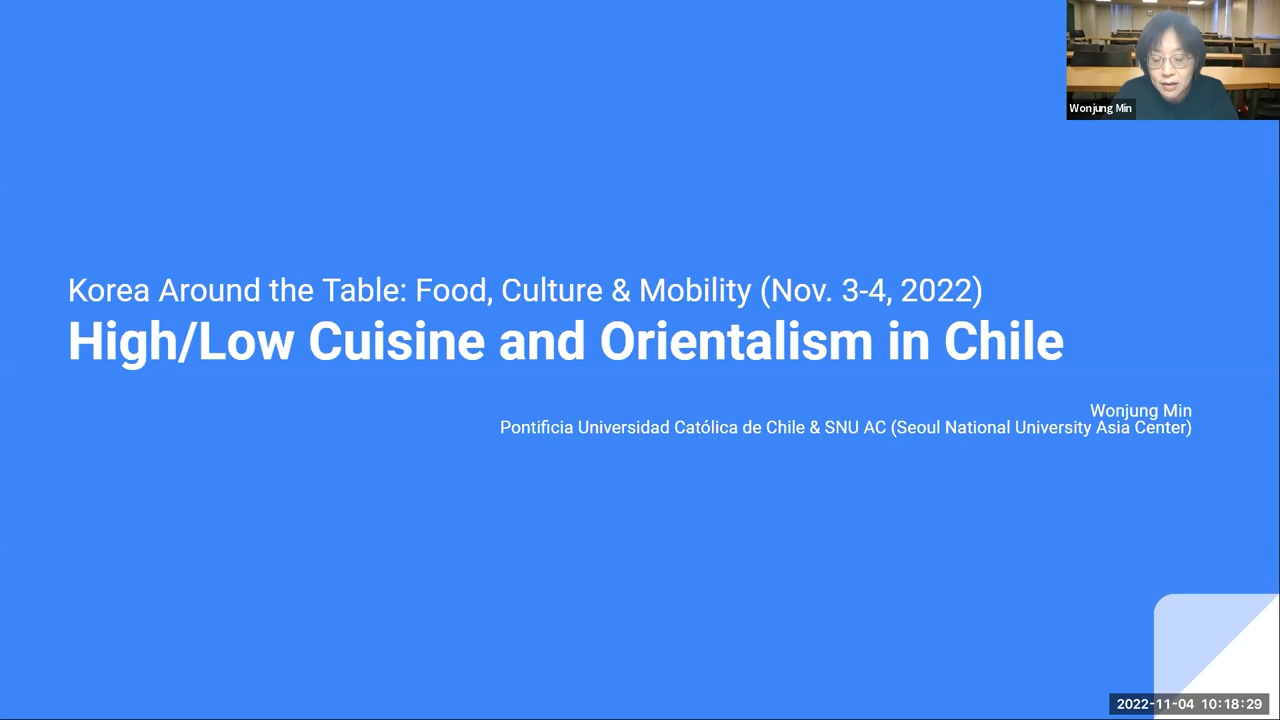 Wonjung Min
Korea Around the Table: Food, Culture & Mobility (Nov. 3-4, 2022)
High/Low Cuisine and Orientalism in Chile
Wonjung Min
Pontificia Universidad Católica de Chile & SNU AC (Seoul National University Asia Center)
2022-11-04 10:18:29